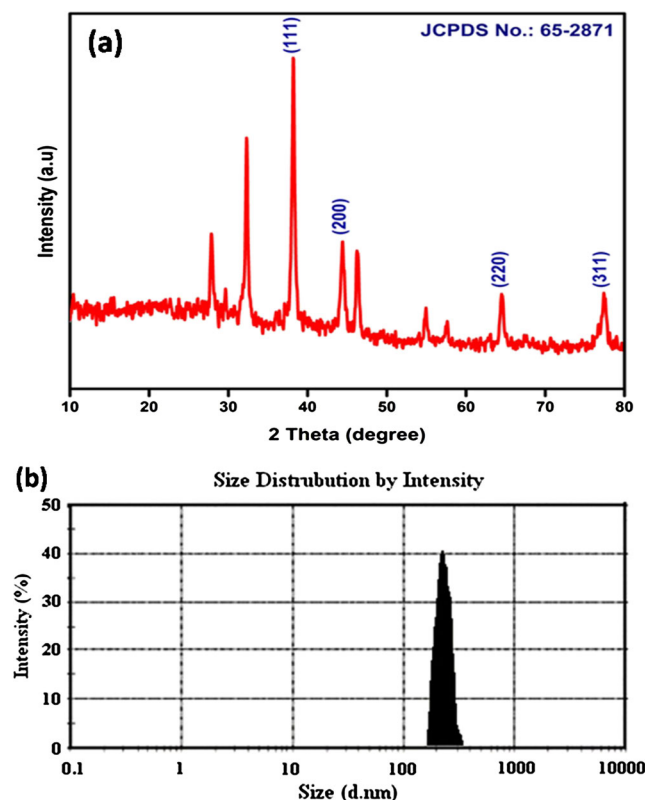 (a)
JCPDS No.: 65-2871
(111)
(200)
(220)
(311)
Intensity (a.u)
10 20 30 40 50 60 70 80
2 Theta (degree)
(b)
Size Distrubution by Intensity
50
40
30
20
10
0
Intensity (%)
0.1 1 10 100 1000 10000
Size (d.nm)